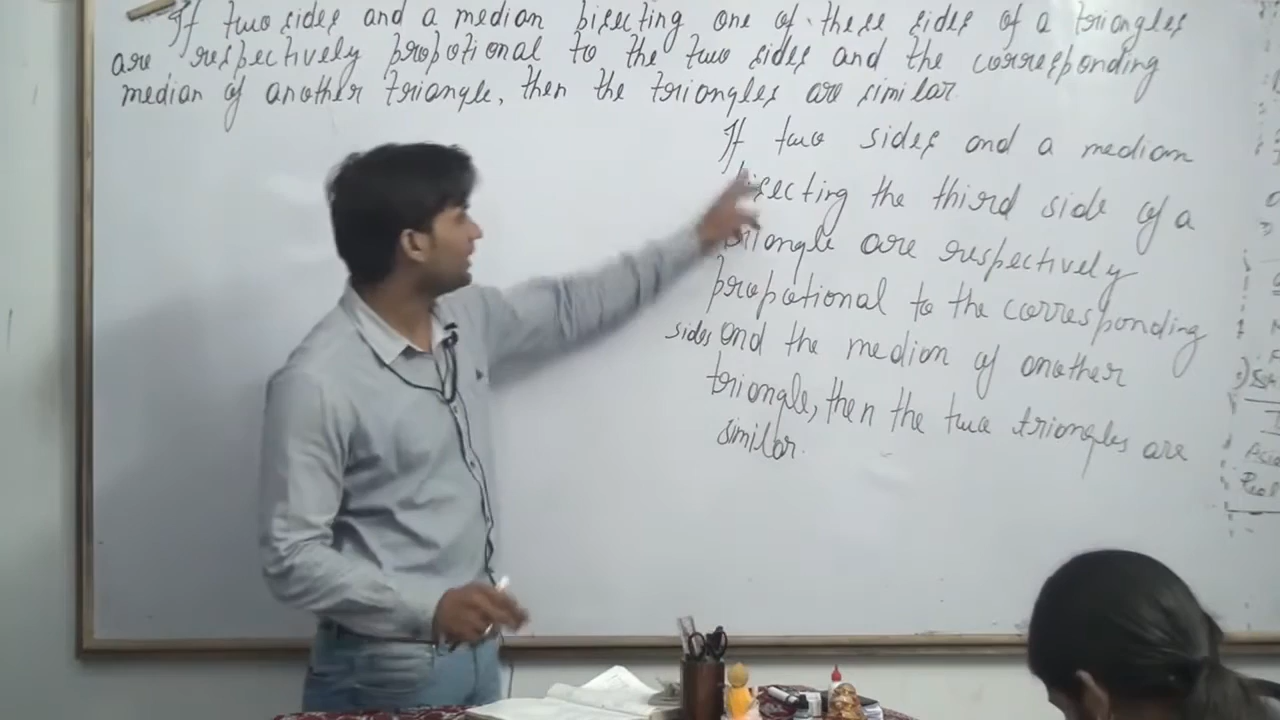 If two sides and a median bisecting one of these sides of a triangles
are respectively propotional to the two sides and the corresponding
median of another triangle, then the triangles are similar.
If two sides and a median
bisecting the third side of a
triangle are respectively
propotional to the corresponding
sides and the median of another
triangle, then the two triangles are
similar.